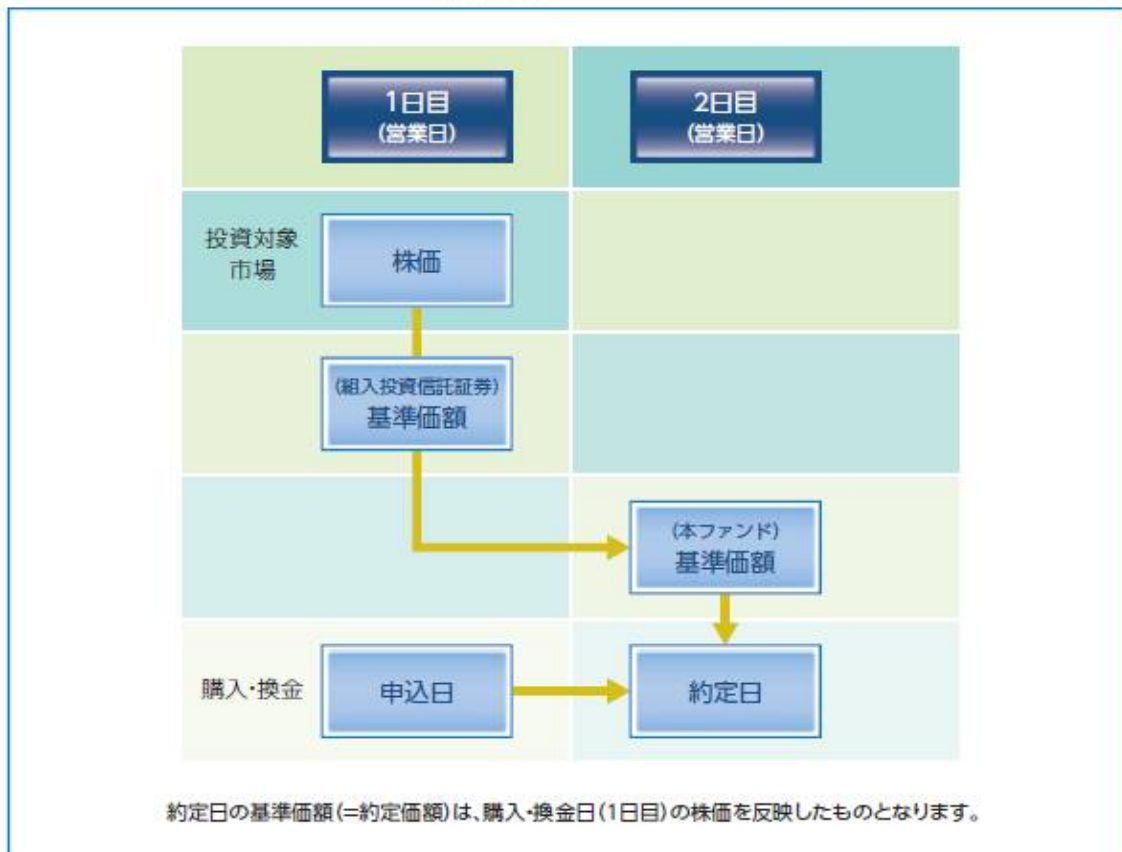 1日目
(営業日)
2日目
(営業日)
投資対象
市場
株価
(組入投資信託証券)
基準価額
(本ファンド)
基準価額
購入・換金
申込日
約定日
約定日の基準価額(=約定価額)は、購入・換金日(1日目)の株価を反映したものとなります。